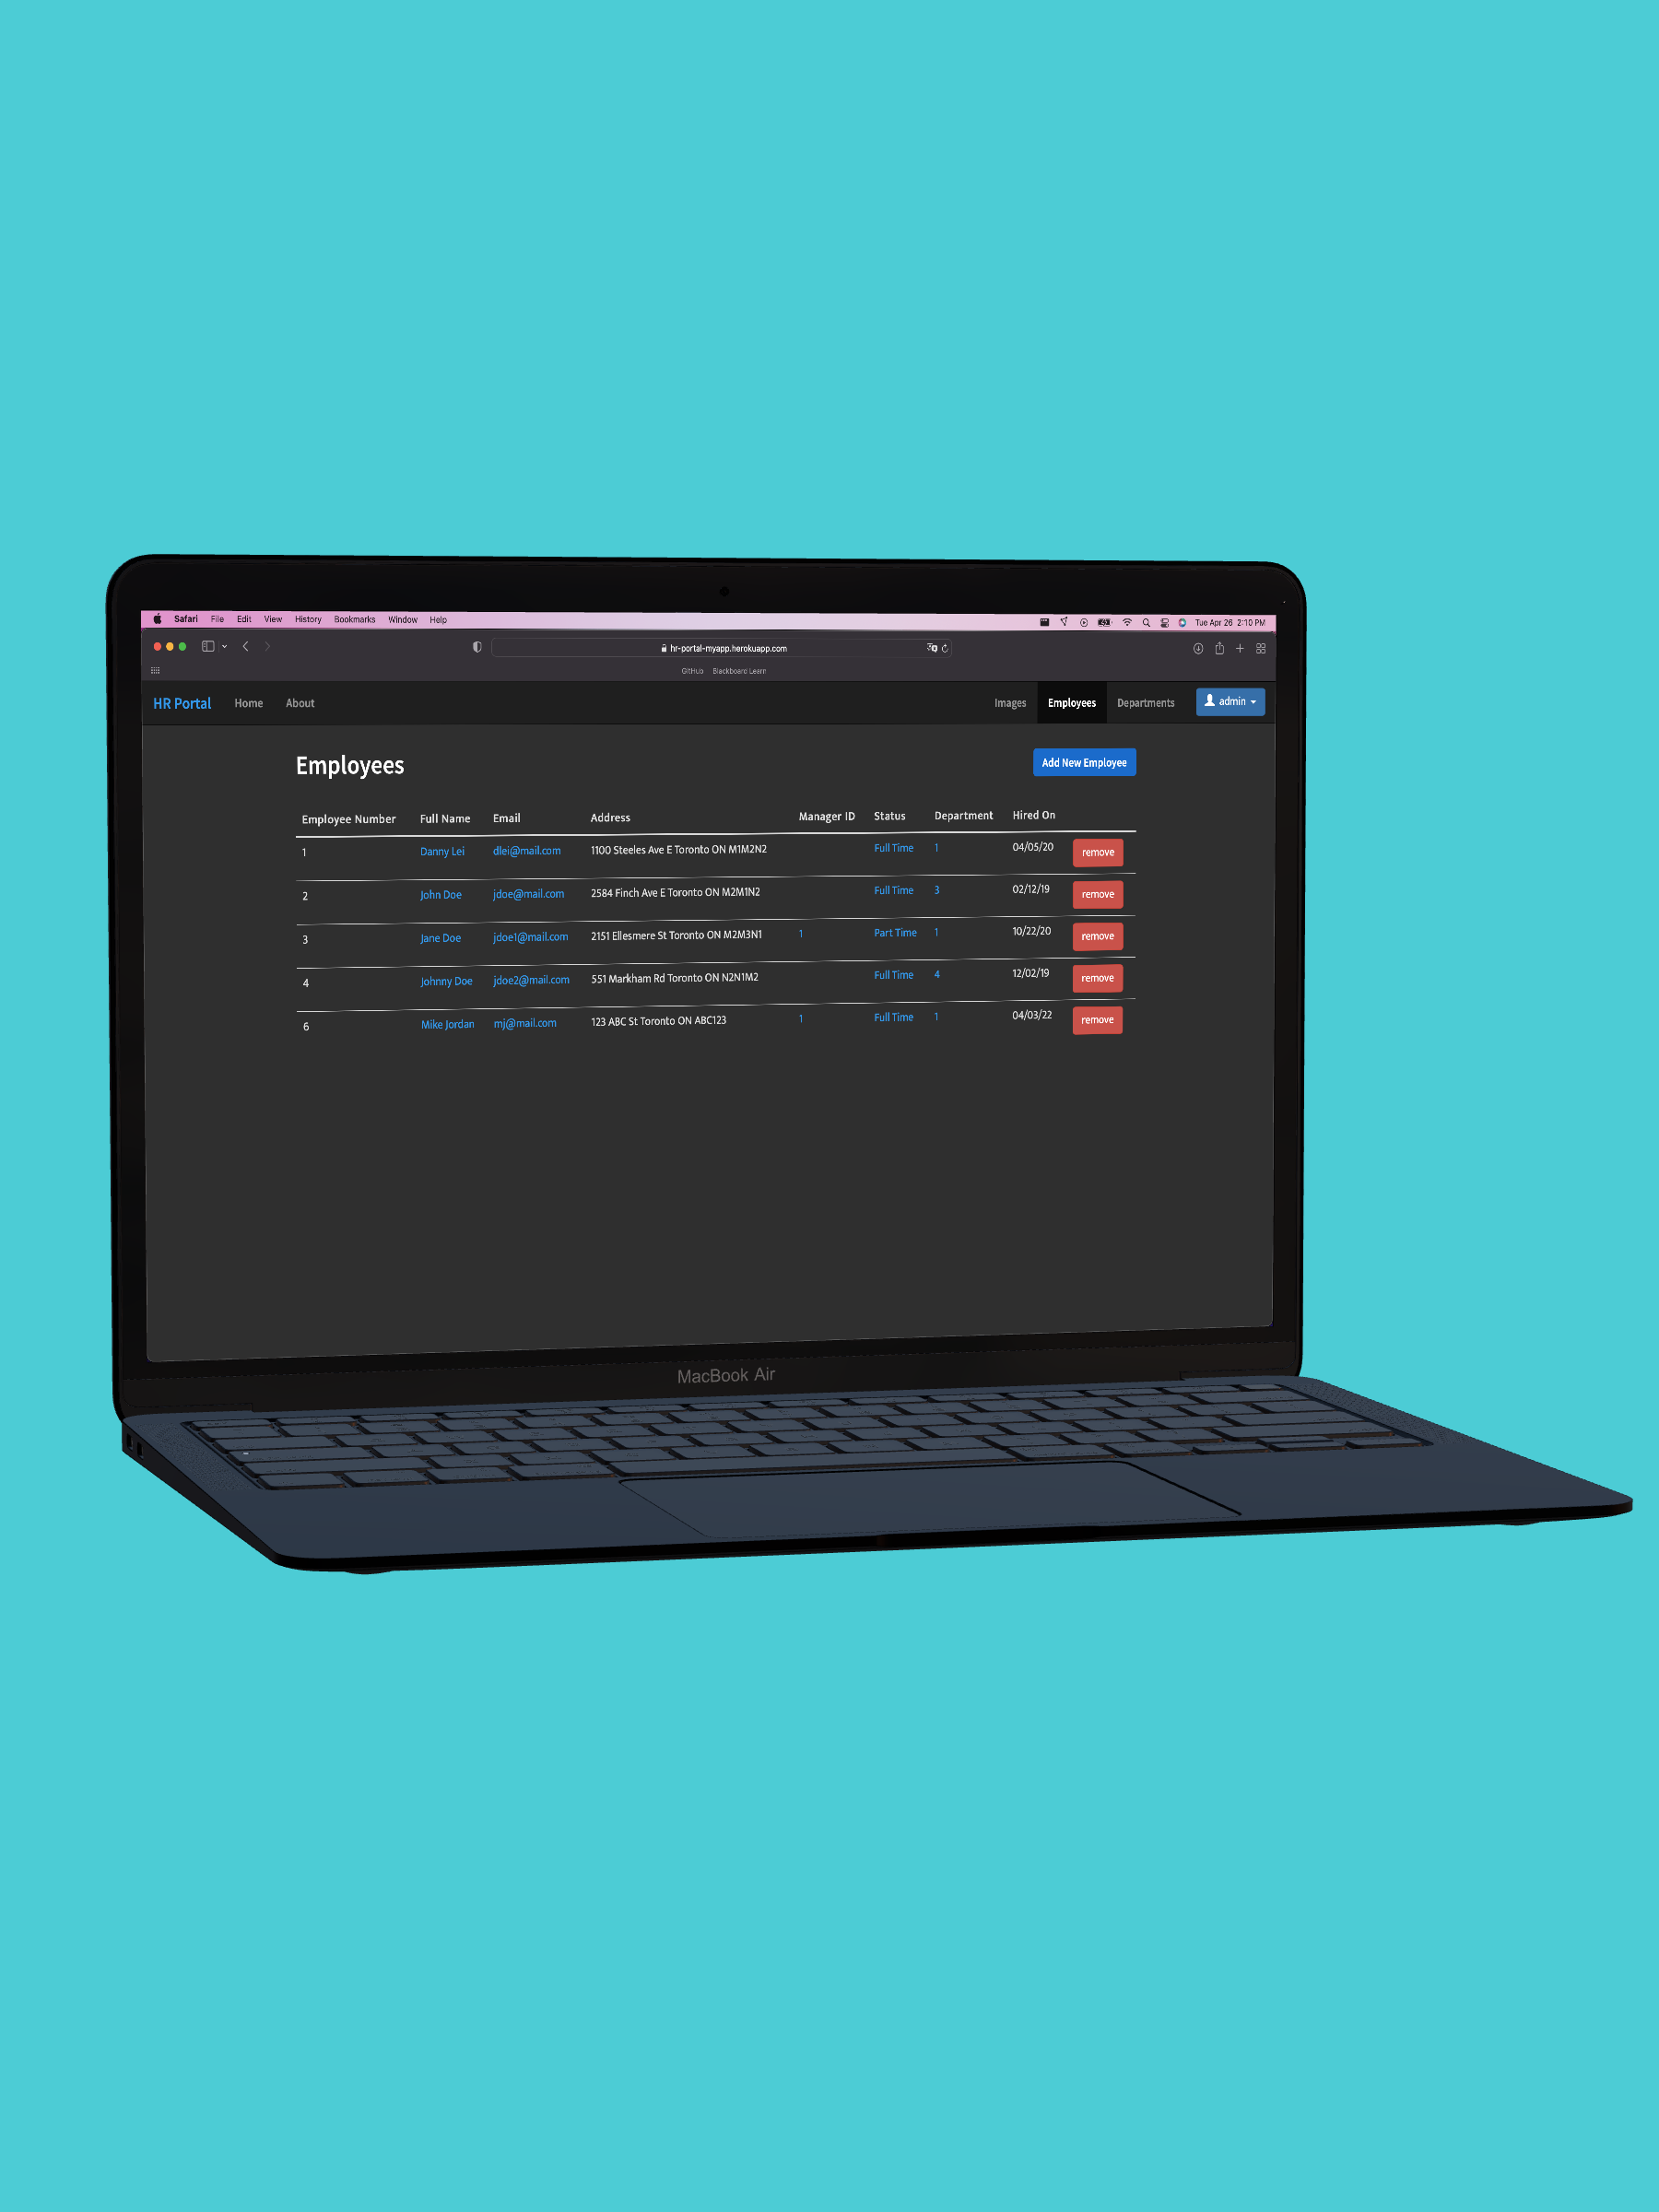 Safari File Edit View History Bookmarks Window Help Tue Apr 26 2:10 PM
hr-portal-myapp.herokuapp.com
GitHub Blackboard Learn
HR Portal Home About Images Employees Departments admin
Employees Add New Employee
Employee Number Full Name Email Address Manager ID Status Department Hired On
1 Danny Lei dlei@mail.com 1100 Steeles Ave E Toronto ON M1M2N2 Full Time 1 04/05/20 remove
2 John Doe jdoe@mail.com 2584 Finch Ave E Toronto ON M2M1N2 Full Time 3 02/12/19 remove
3 Jane Doe jdoe1@mail.com 2151 Ellesmere St Toronto ON M2M3N1 1 Part Time 1 10/22/20 remove
4 Johnny Doe jdoe2@mail.com 551 Markham Rd Toronto ON N2N1M2 Full Time 4 12/02/19 remove
6 Mike Jordan mj@mail.com 123 ABC St Toronto ON ABC123 1 Full Time 1 04/03/22 remove
MacBook Air